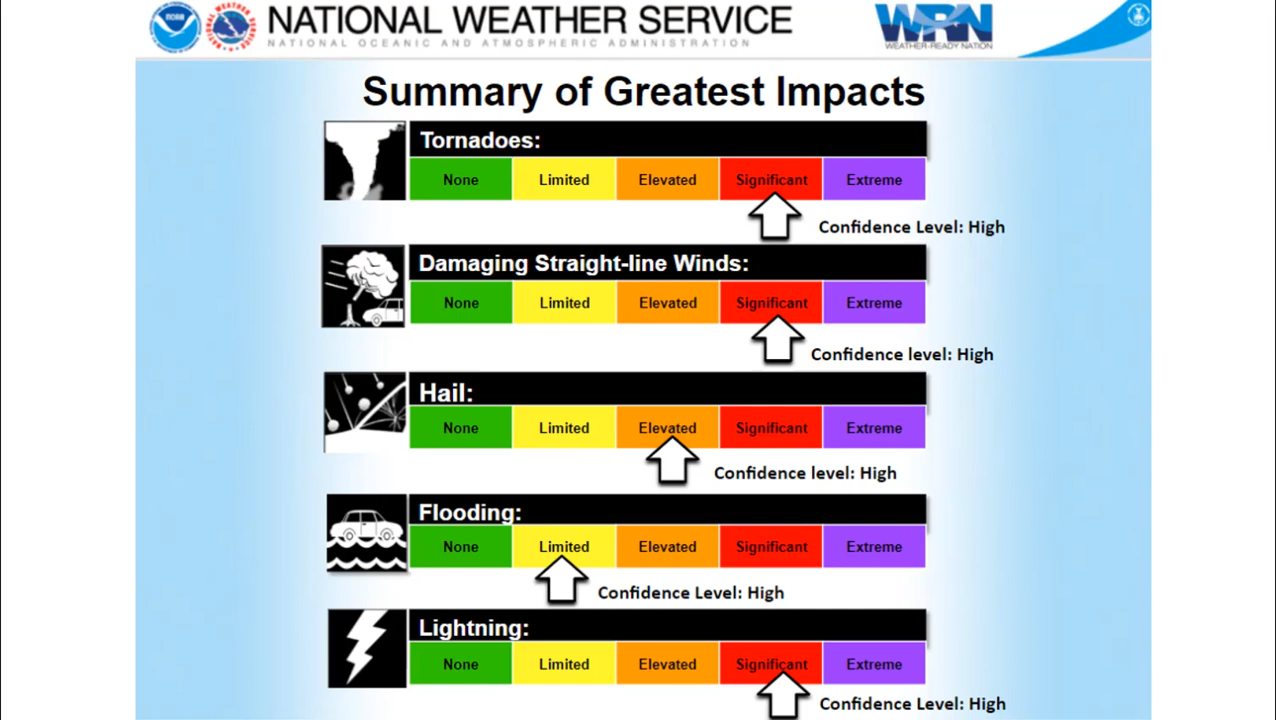 NOAA
NATIONAL WEATHER SERVICE
NATIONAL OCEANIC AND ATMOSPHERIC ADMINISTRATION
WRN
WEATHER-READY NATION
Summary of Greatest Impacts
Tornadoes:
None Limited Elevated Significant Extreme
Confidence Level: High
Damaging Straight-line Winds:
None Limited Elevated Significant Extreme
Confidence level: High
Hail:
None Limited Elevated Significant Extreme
Confidence level: High
Flooding:
None Limited Elevated Significant Extreme
Confidence Level: High
Lightning:
None Limited Elevated Significant Extreme
Confidence Level: High